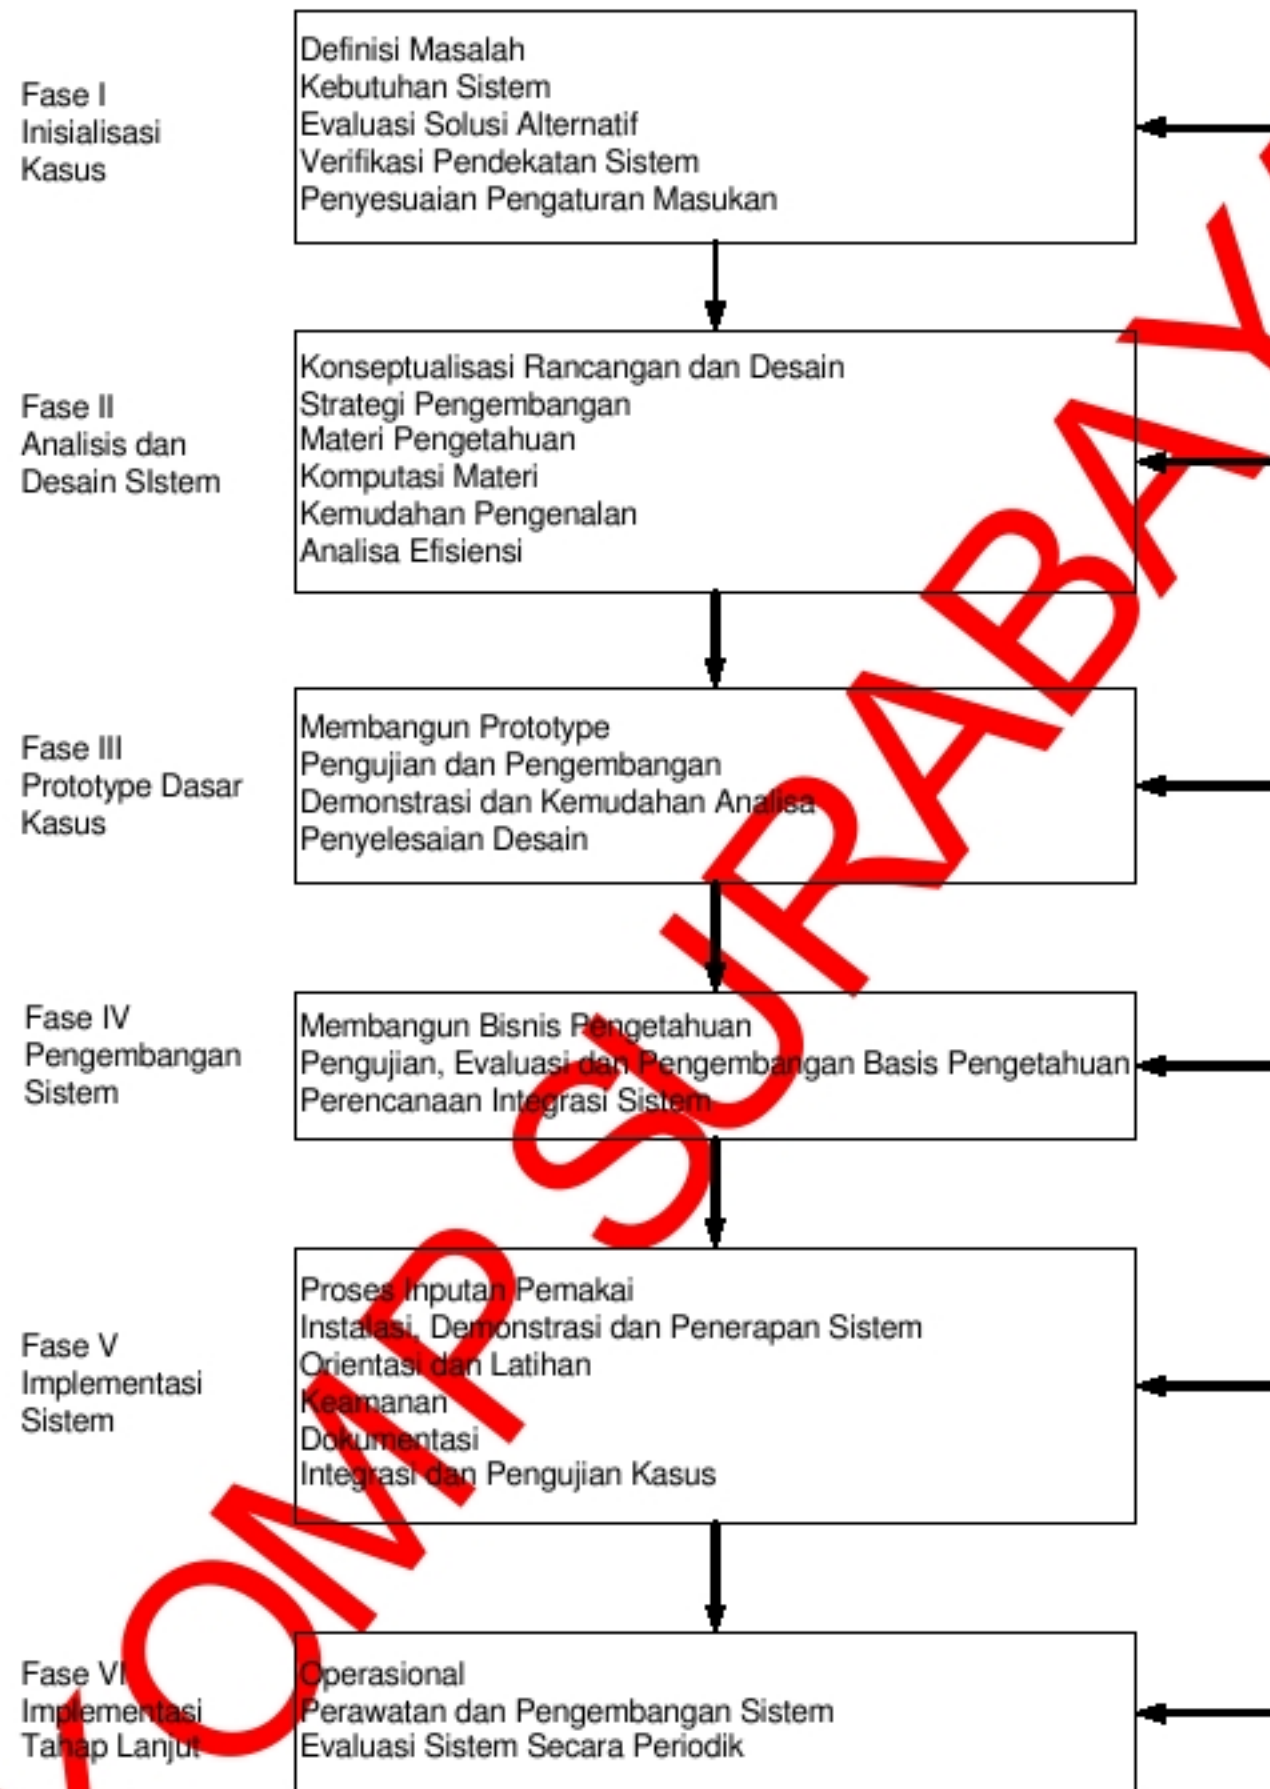 Fase I
Inisialisasi
Kasus
Definisi Masalah
Kebutuhan Sistem
Evaluasi Solusi Alternatif
Verifikasi Pendekatan Sistem
Penyesuaian Pengaturan Masukan
Fase II
Analisis dan
Desain SIstem
Konseptualisasi Rancangan dan Desain
Strategi Pengembangan
Materi Pengetahuan
Komputasi Materi
Kemudahan Pengenalan
Analisa Efisiensi
Fase III
Prototype Dasar
Kasus
Membangun Prototype
Pengujian dan Pengembangan
Demonstrasi dan Kemudahan Analisa
Penyelesaian Desain
Fase IV
Pengembangan
Sistem
Membangun Bisnis Pengetahuan
Pengujian, Evaluasi dan Pengembangan Basis Pengetahuan
Perencanaan Integrasi Sistem
Fase V
Implementasi
Sistem
Proses Inputan Pemakai
Instalasi, Demonstrasi dan Penerapan Sistem
Orientasi dan Latihan
Keamanan
Dokumentasi
Integrasi dan Pengujian Kasus
Fase VI
Implementasi
Tahap Lanjut
Operasional
Perawatan dan Pengembangan Sistem
Evaluasi Sistem Secara Periodik
OMP SURABAY